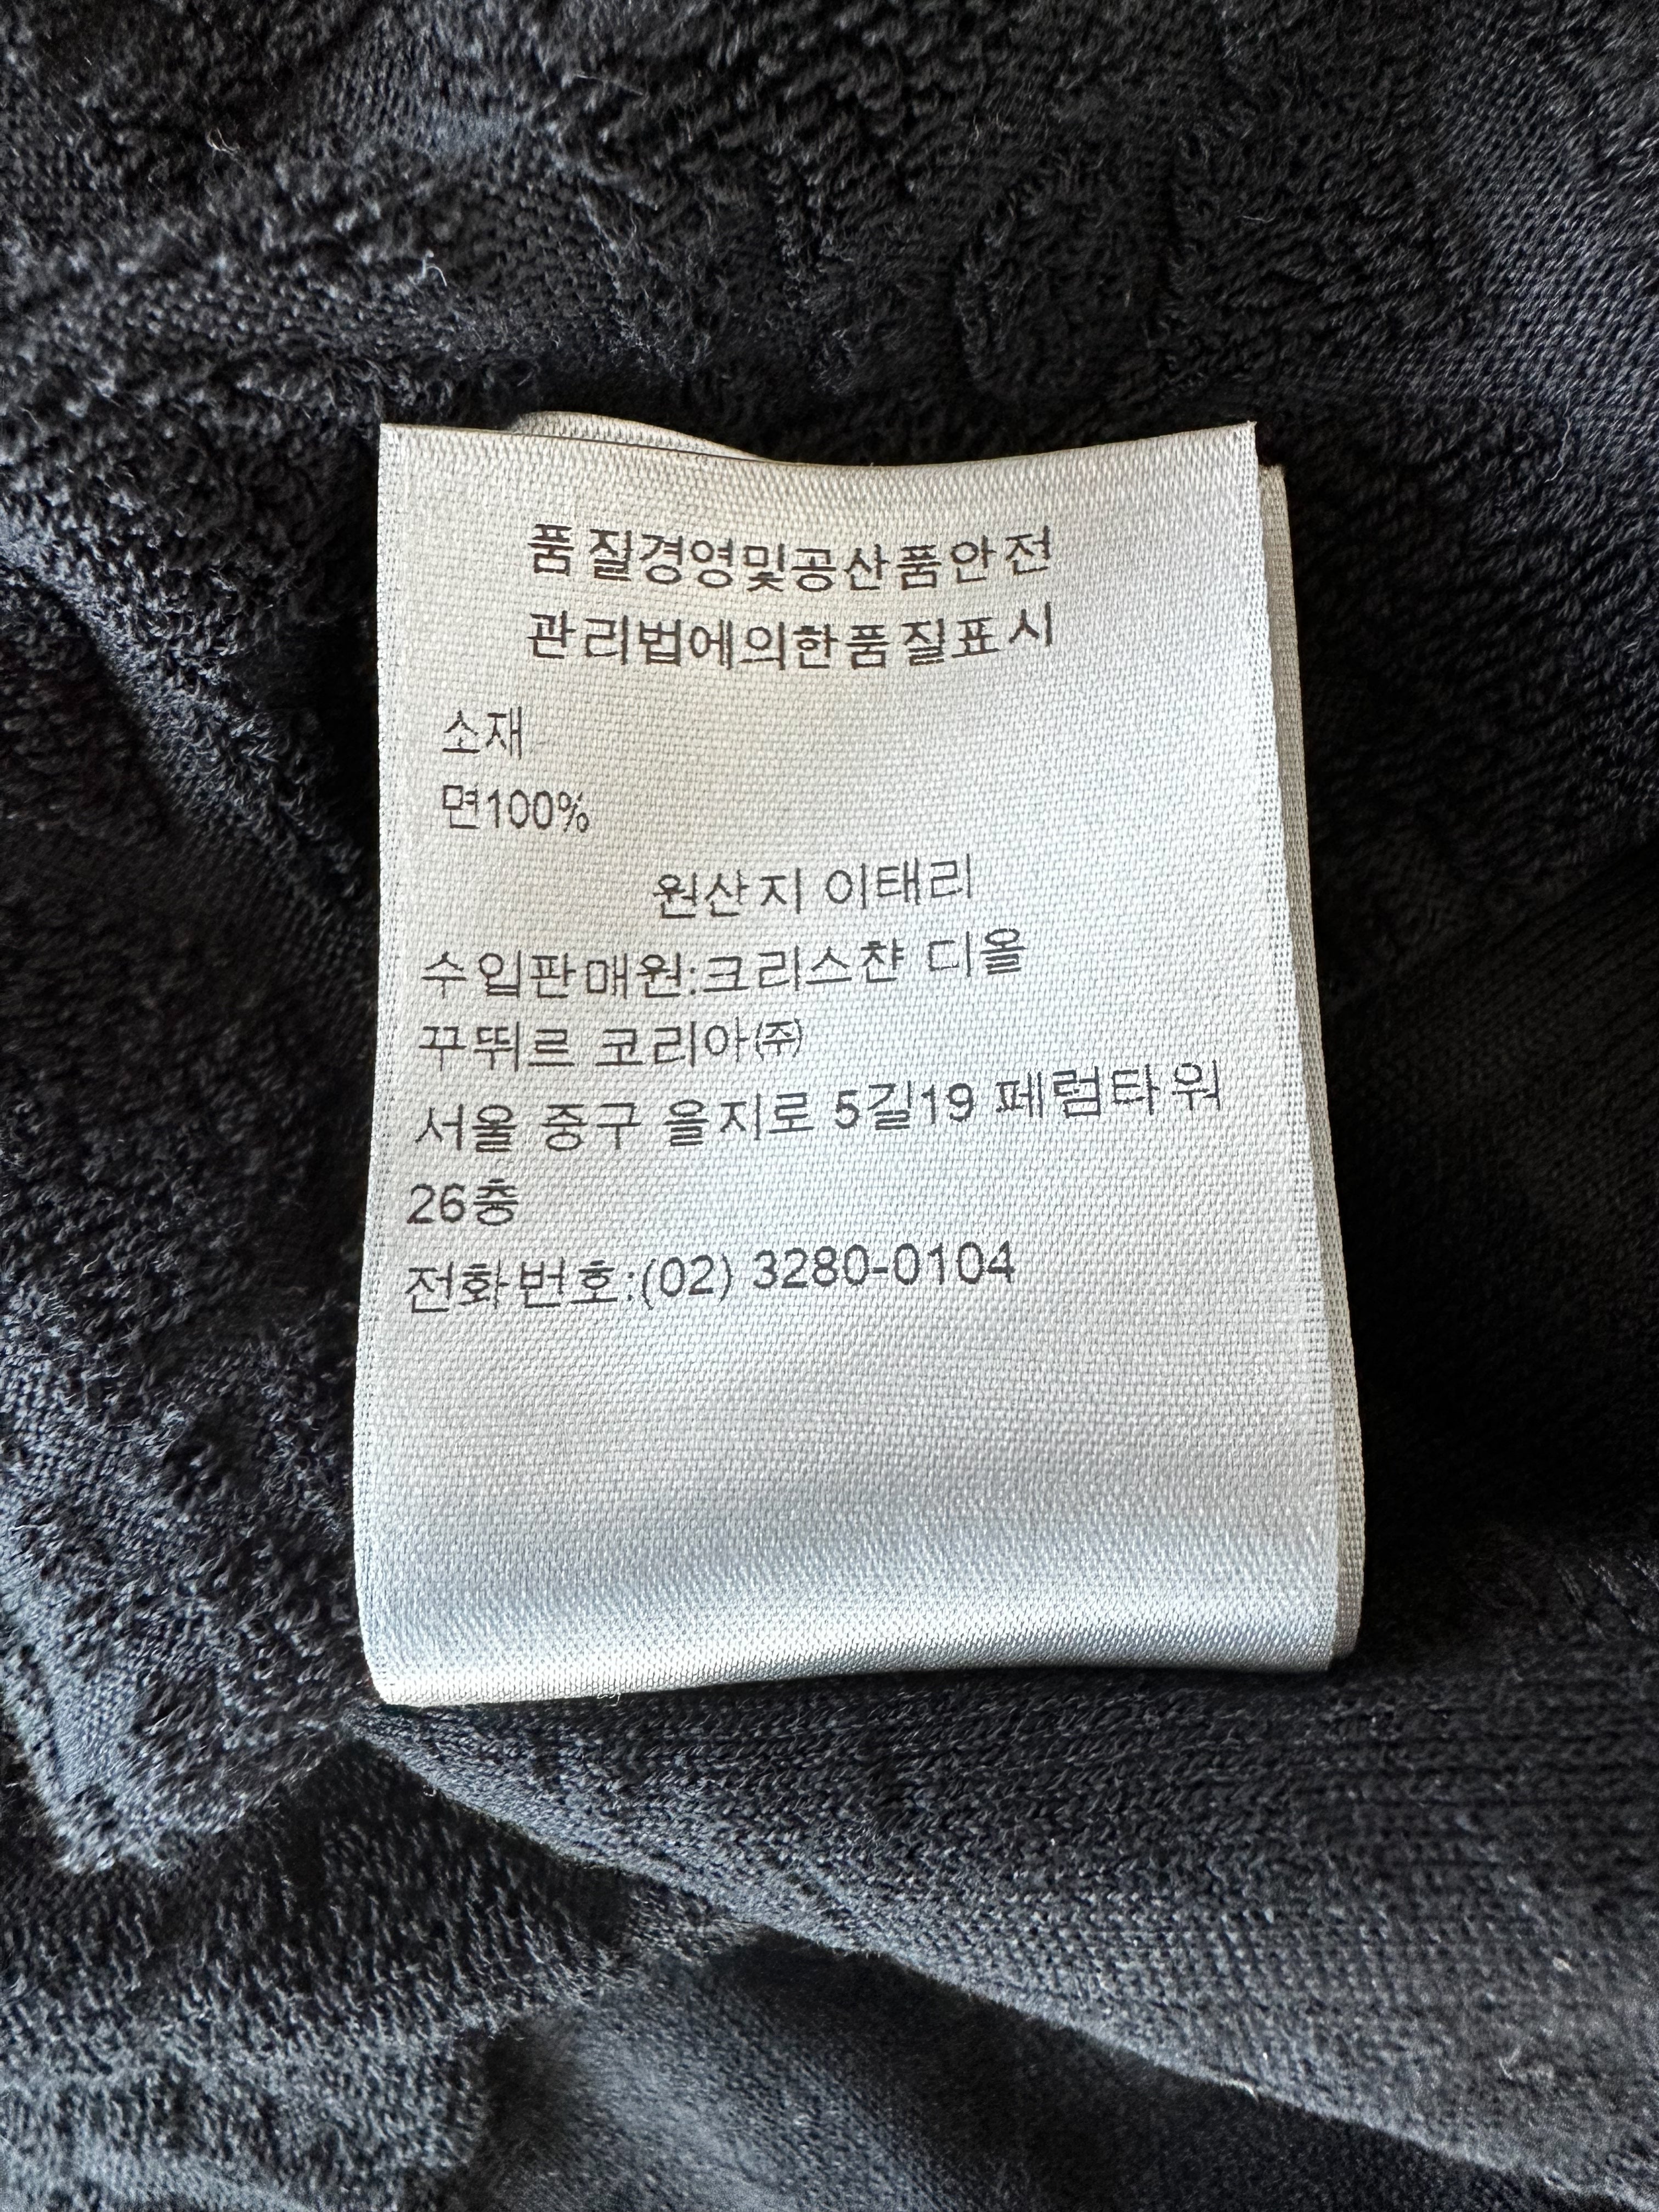 품질경영및공산품안전
관리법에의한품질표시
소재
면100%
원산지 이태리
수입판매원:크리스챤 디올
꾸뛰르 코리아㈜
서울 중구 을지로 5길19 페럼타워
26층
전화번호:(02) 3280-0104